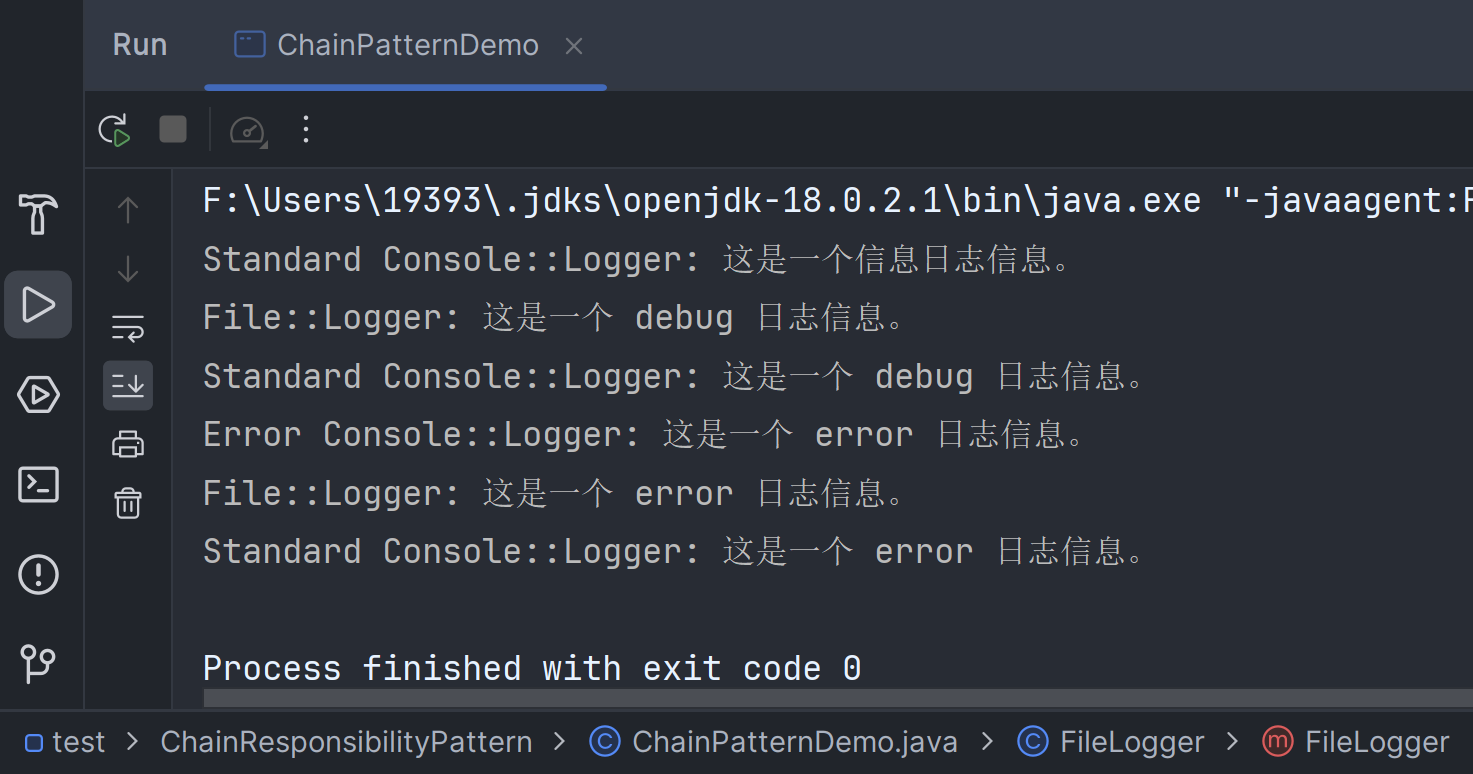 Run ChainPatternDemo
F:\Users\19393\.jdks\openjdk-18.0.2.1\bin\java.exe "-javaagent:F
Standard Console::Logger: 这是一个信息日志信息。
File::Logger: 这是一个 debug 日志信息。
Standard Console::Logger: 这是一个 debug 日志信息。
Error Console::Logger: 这是一个 error 日志信息。
File::Logger: 这是一个 error 日志信息。
Standard Console::Logger: 这是一个 error 日志信息。
Process finished with exit code 0
test > ChainResponsibilityPattern > C ChainPatternDemo.java > C FileLogger > m FileLogger